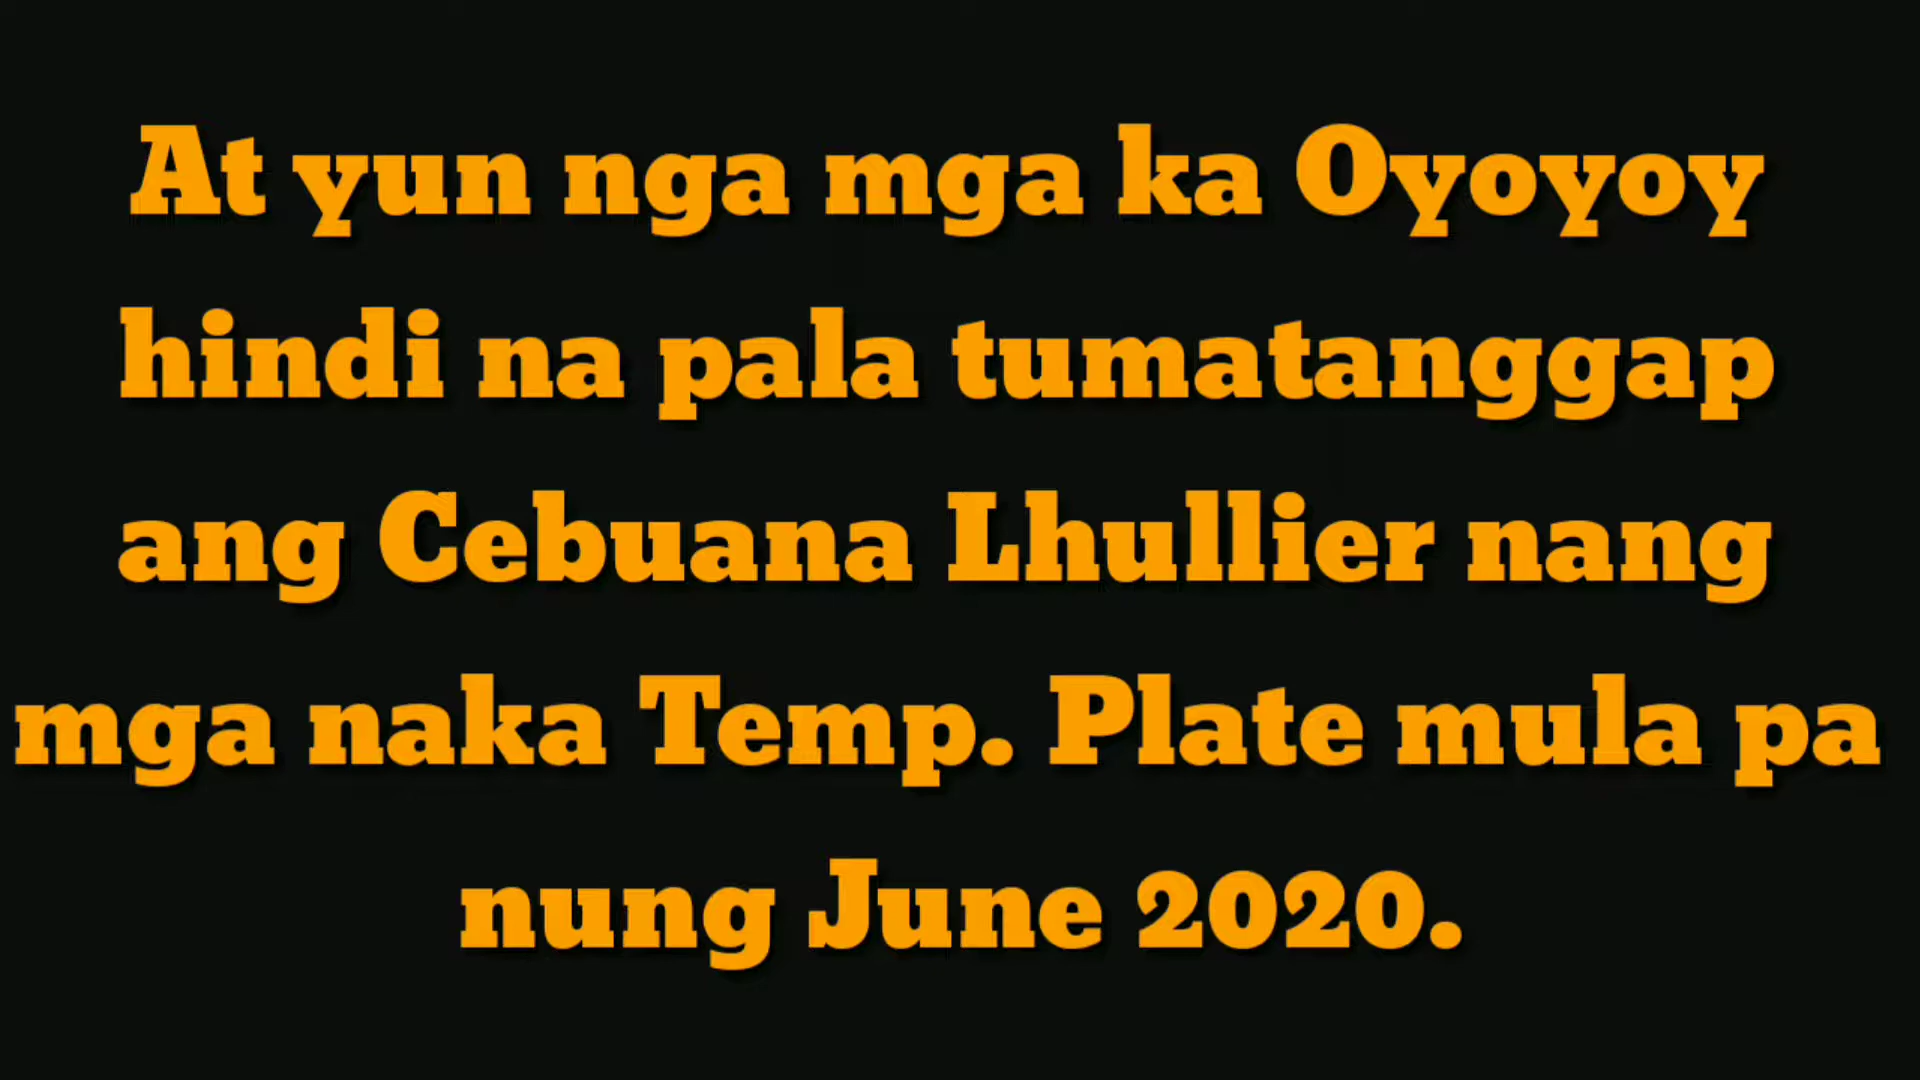 At yun nga mga ka Oyoyoy
hindi na pala tumatanggap
ang Cebuana Lhullier nang
mga naka Temp. Plate mula pa
nung June 2020.